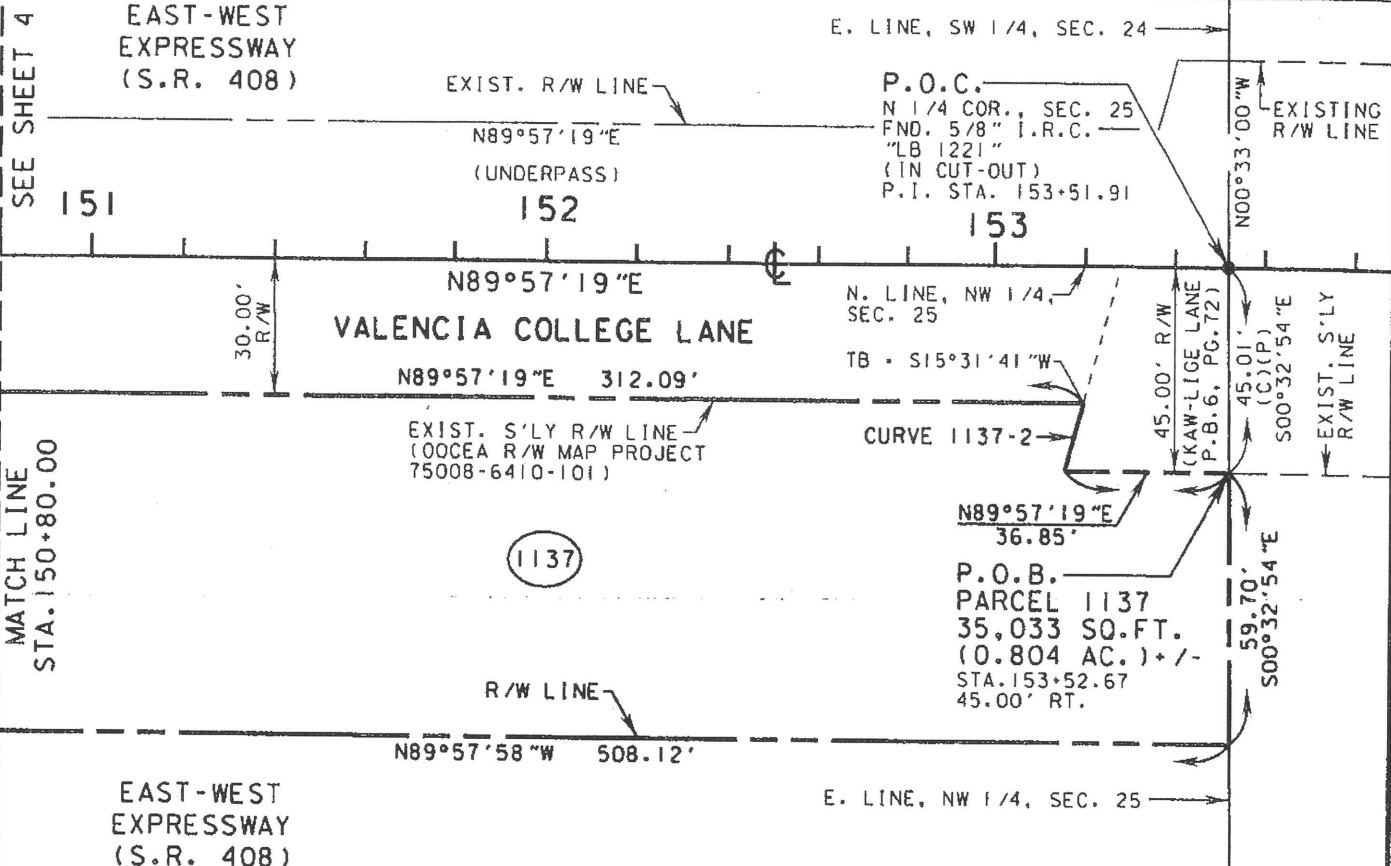 SEE SHEET 4
EAST-WEST
EXPRESSWAY
(S.R. 408)
EXIST. R/W LINE
N89°57'19"E
(UNDERPASS)
E. LINE, SW 1/4, SEC. 24
P.O.C.
N 1/4 COR., SEC. 25
FND. 5/8" I.R.C.
"LB 1221"
(IN CUT-OUT)
P.I. STA. 153+51.91
N00°33'00"W
EXISTING
R/W LINE
151
152
153
℄
N89°57'19"E
30.00'
R/W
VALENCIA COLLEGE LANE
N. LINE, NW 1/4,
SEC. 25
N89°57'19"E 312.09'
TB = S15°31'41"W
EXIST. S'LY R/W LINE
(OOCEA R/W MAP PROJECT
75008-6410-101)
CURVE 1137-2
45.00' R/W
(KAW-LIGE LANE
P.B.6, PG.72)
45.01'
(C)(P)
S00°32'54"E
EXIST. S'LY
R/W LINE
MATCH LINE
STA.150+80.00
N89°57'19"E
36.85'
1137
P.O.B.
PARCEL 1137
35,033 SQ.FT.
(0.804 AC.)+/-
STA.153+52.67
45.00' RT.
59.70'
S00°32'54"E
R/W LINE
N89°57'58"W 508.12'
EAST-WEST
EXPRESSWAY
(S.R. 408)
E. LINE, NW 1/4, SEC. 25